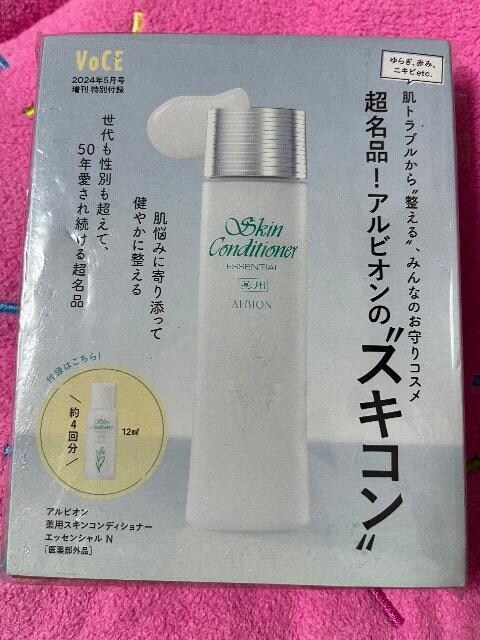 VOCE
2024年5月号
増刊 特別付録
ゆらぎ、赤み、
ニキビetc.
肌トラブルから“整える”、みんなのお守りコスメ
超名品！アルビオンの
“スキコン”
肌悩みに寄り添って
健やかに整える
世代も性別も超えて、
50年愛され続ける超名品
Skin
Conditioner
ESSENTIAL
薬用
ALBION
付録はこちら！
約4回分
Skin
Conditioner
12ml
アルビオン
薬用スキンコンディショナー
エッセンシャル N
［医薬部外品］